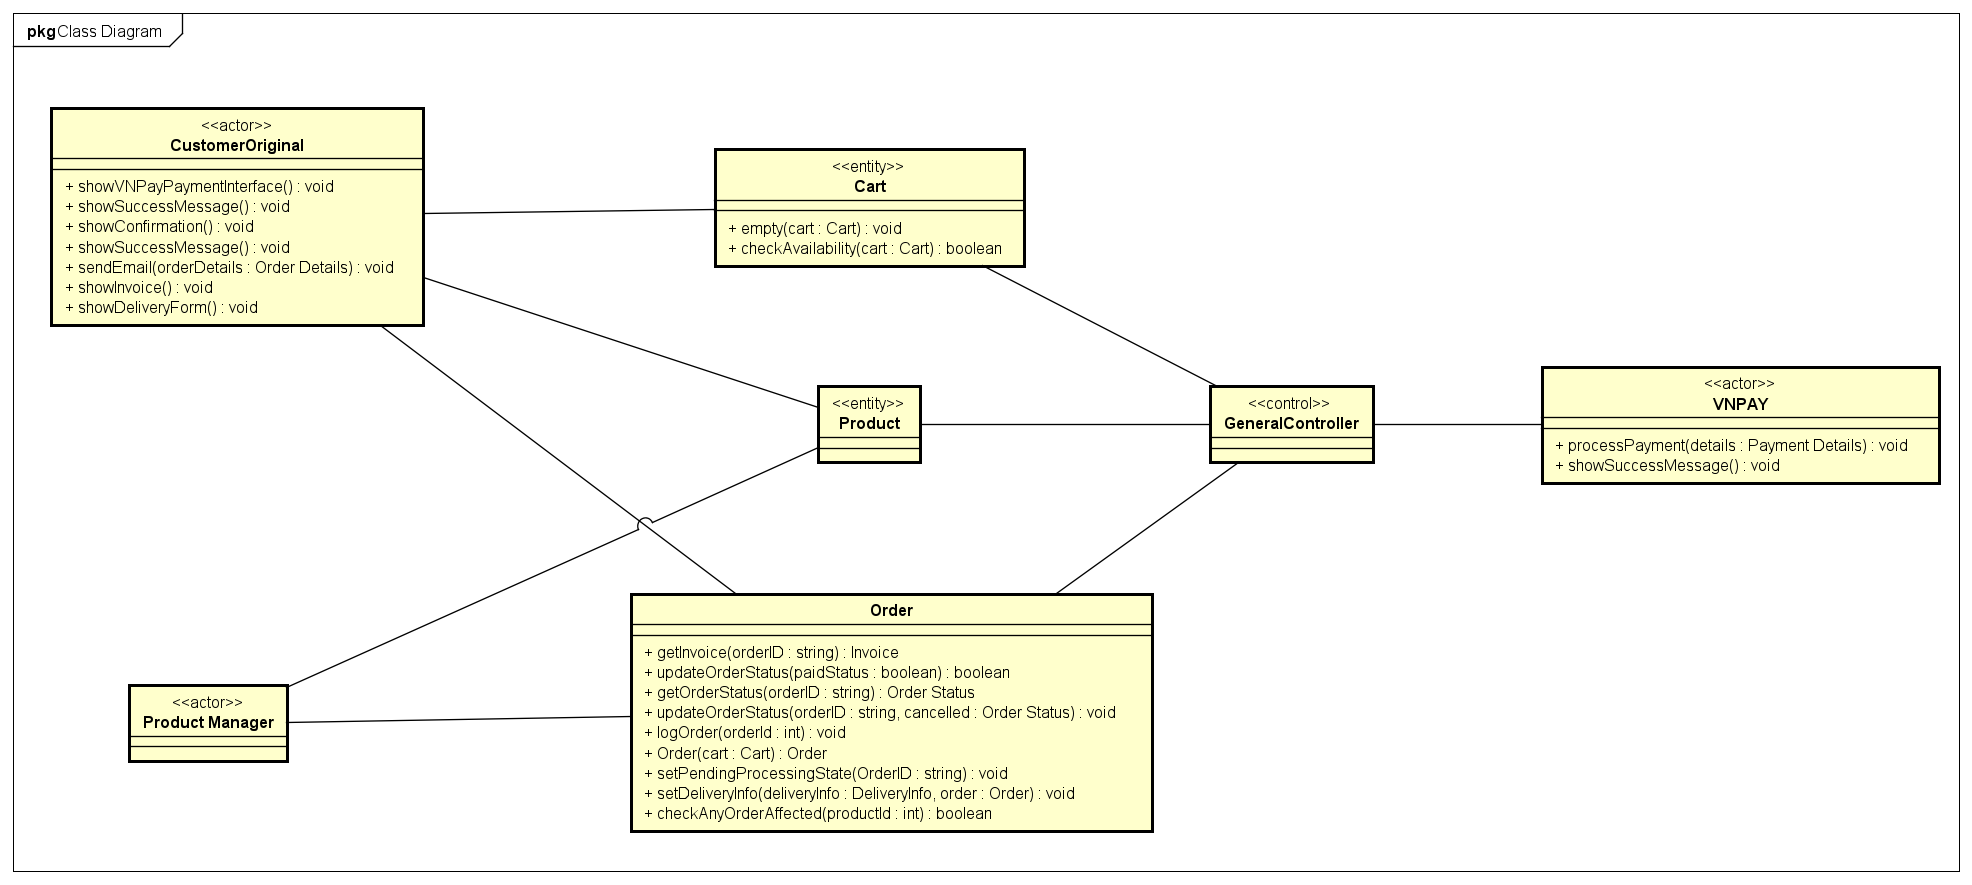 pkg Class Diagram
<<actor>>
CustomerOriginal
+ showVNPayPaymentInterface() : void
+ showSuccessMessage() : void
+ showConfirmation() : void
+ showSuccessMessage() : void
+ sendEmail(orderDetails : Order Details) : void
+ showInvoice() : void
+ showDeliveryForm() : void
<<entity>>
Cart
+ empty(cart : Cart) : void
+ checkAvailability(cart : Cart) : boolean
<<entity>>
Product
<<control>>
GeneralController
<<actor>>
VNPAY
+ processPayment(details : Payment Details) : void
+ showSuccessMessage() : void
<<actor>>
Product Manager
Order
+ getInvoice(orderID : string) : Invoice
+ updateOrderStatus(paidStatus : boolean) : boolean
+ getOrderStatus(orderID : string) : Order Status
+ updateOrderStatus(orderID : string, cancelled : Order Status) : void
+ logOrder(orderId : int) : void
+ Order(cart : Cart) : Order
+ setPendingProcessingState(OrderID : string) : void
+ setDeliveryInfo(deliveryInfo : DeliveryInfo, order : Order) : void
+ checkAnyOrderAffected(productId : int) : boolean